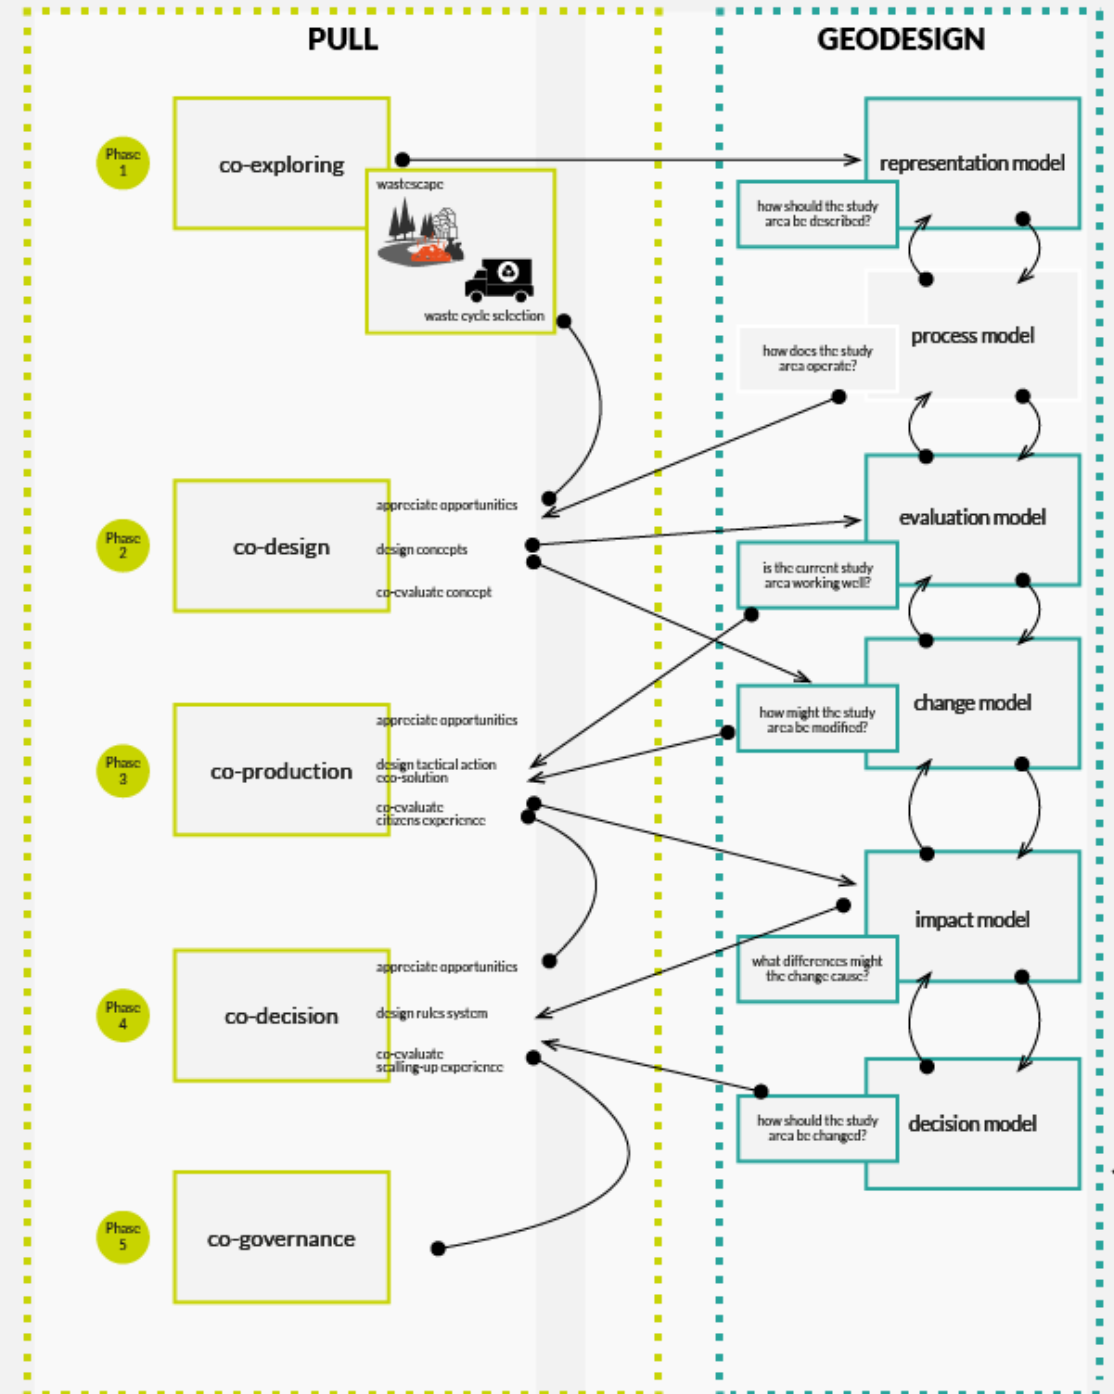 PULL
GEODESIGN
Phase
1
co-exploring
wastescape
waste cycle selection
representation model
how should the study
area be described?
process model
how does the study
area operate?
Phase
2
co-design
appreciate opportunities
design concepts
co-evaluate concept
evaluation model
is the current study
area working well?
change model
how might the study
area be modified?
Phase
3
co-production
appreciate opportunities
design tactical action
eco-solution
co-evaluate
citizens experience
impact model
what differences might
the change cause?
Phase
4
co-decision
appreciate opportunities
design rules system
co-evaluate
scalling-up experience
decision model
how should the study
area be changed?
Phase
5
co-governance